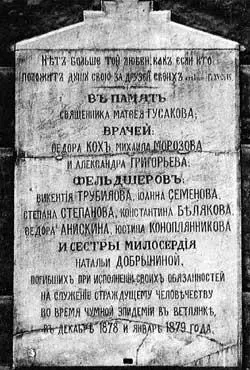 Нѣтъ больше той любви, какъ если кто
положитъ душу свою за друзей своихъ
въ память
священника Матвея Гусакова,
врачей:
Федора Кохъ, Михаила Морозова
и Александра Григорьева.
Фельдшеровъ:
Викентія Трубилова, Іоанна Семенова,
Степана Степанова, Константина Бѣлякова,
Ѳедора Анискина, Юстина Коноплянникова
и сестры милосердія
Натальи Добрыниной,
погибшихъ при исполненіи своихъ обязанностей
на служеніе страждущему человѣчеству
во время чумной эпидеміи въ Ветлянкѣ,
въ декабрѣ 1878 и январѣ 1879 года.